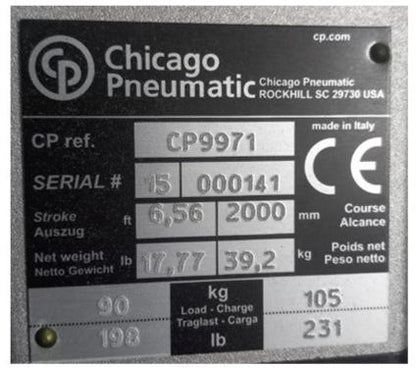 cp.com
CP Chicago
Pneumatic Chicago Pneumatic
ROCKHILL SC 29730 USA
made in Italy
CP ref. CP9971
CE
SERIAL # 15 000141
Stroke ft 6,56 2000 mm Course
Auszug Alcance
Net weight lb 17,77 39,2 kg Poids net
Netto Gewicht Peso netto
90 kg 105
Load - Charge
Traglast - Carga
198 lb 231